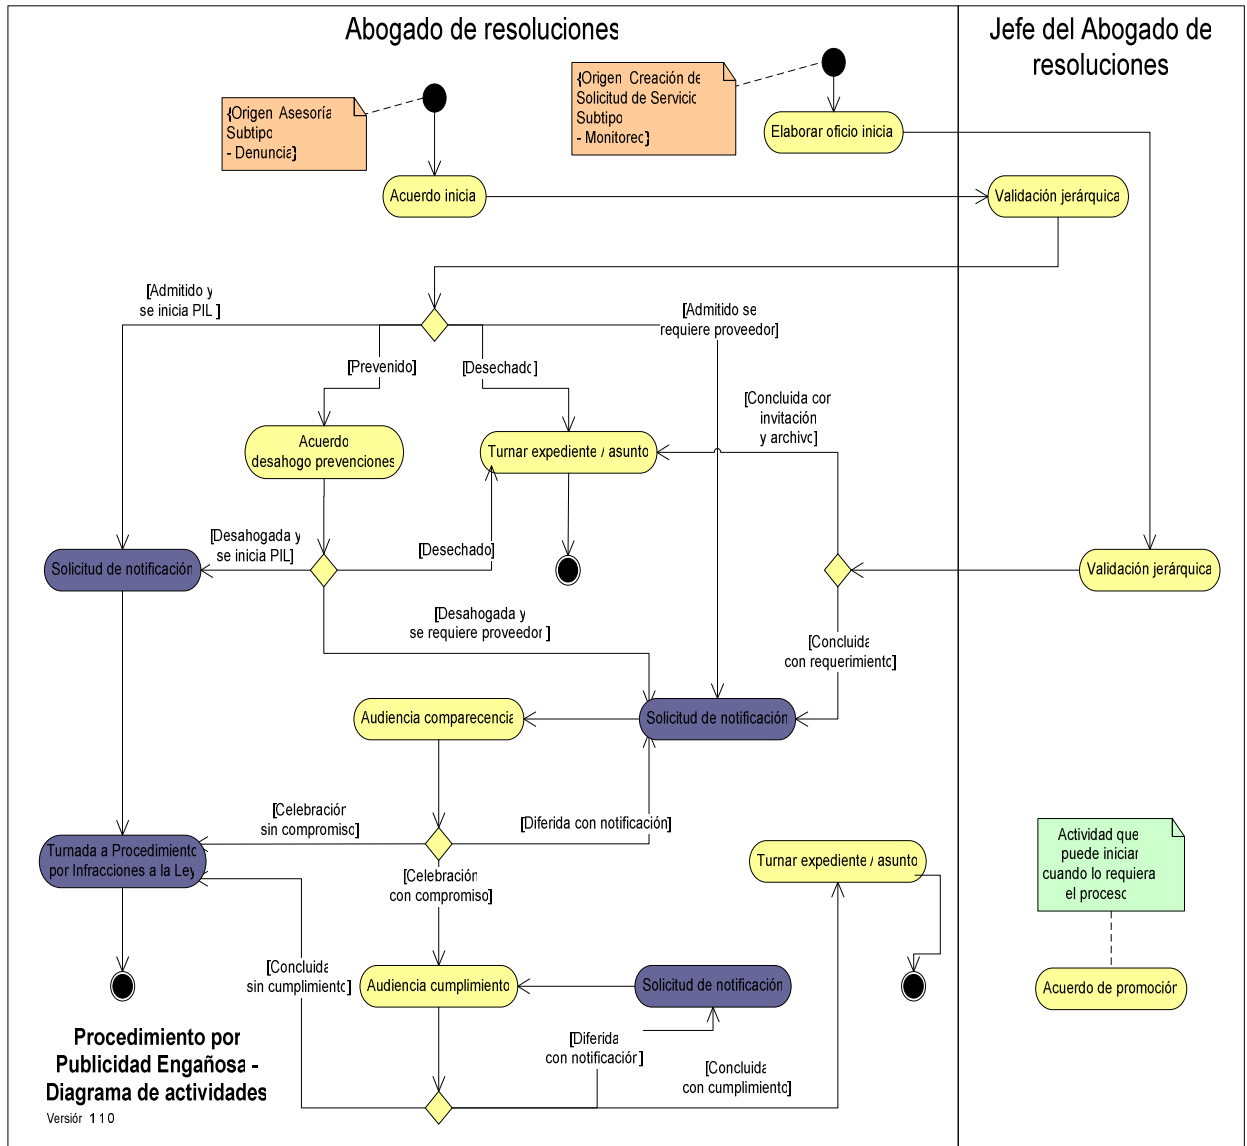 Abogado de resoluciones
Jefe del Abogado de
resoluciones
{Origen Asesoría
Subtipo
- Denuncia}
{Origen Creación de
Solicitud de Servicio
Subtipo
- Monitoreo}
Elaborar oficio inicia
Acuerdo inicia
Validación jerárquica
[Admitido y
se inicia PIL ]
[Admitido se
requiere proveedor]
[Prevenido]
[Desechado]
[Concluida con
invitación
y archivo]
Acuerdo
desahogo prevenciones
Turnar expediente / asunto
[Desahogada y
se inicia PIL]
[Desechado]
Solicitud de notificación
Validación jerárquica
[Desahogada y
se requiere proveedor ]
[Concluida
con requerimiento]
Audiencia comparecencia
Solicitud de notificación
[Celebración
sin compromiso]
[Diferida con notificación]
Turnada a Procedimiento
por Infracciones a la Ley
Turnar expediente / asunto
Actividad que
puede iniciar
cuando lo requiera
el proceso
[Celebración
con compromiso]
[Concluida
sin cumplimiento]
Audiencia cumplimiento
Solicitud de notificación
Acuerdo de promoción
[Diferida
con notificación]
[Concluida
con cumplimiento]
Procedimiento por
Publicidad Engañosa -
Diagrama de actividades
Versión 1 1 0